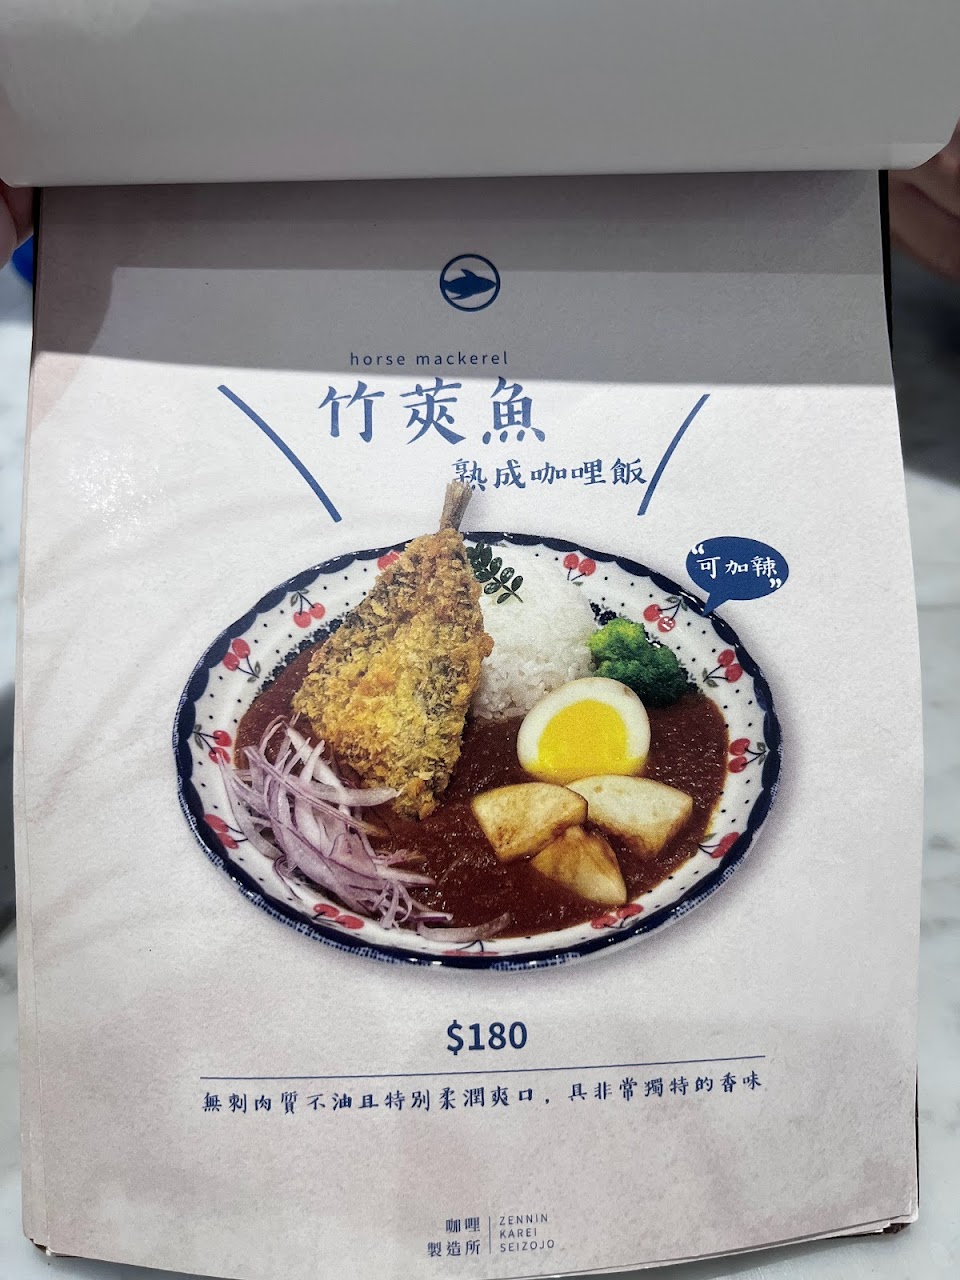 horse mackerel
竹莢魚
熟成咖哩飯
“可加辣”
$180
無刺肉質不油且特別柔潤爽口，具非常獨特的香味
咖哩
製造所
ZENNIN
KAREI
SEIZOJO